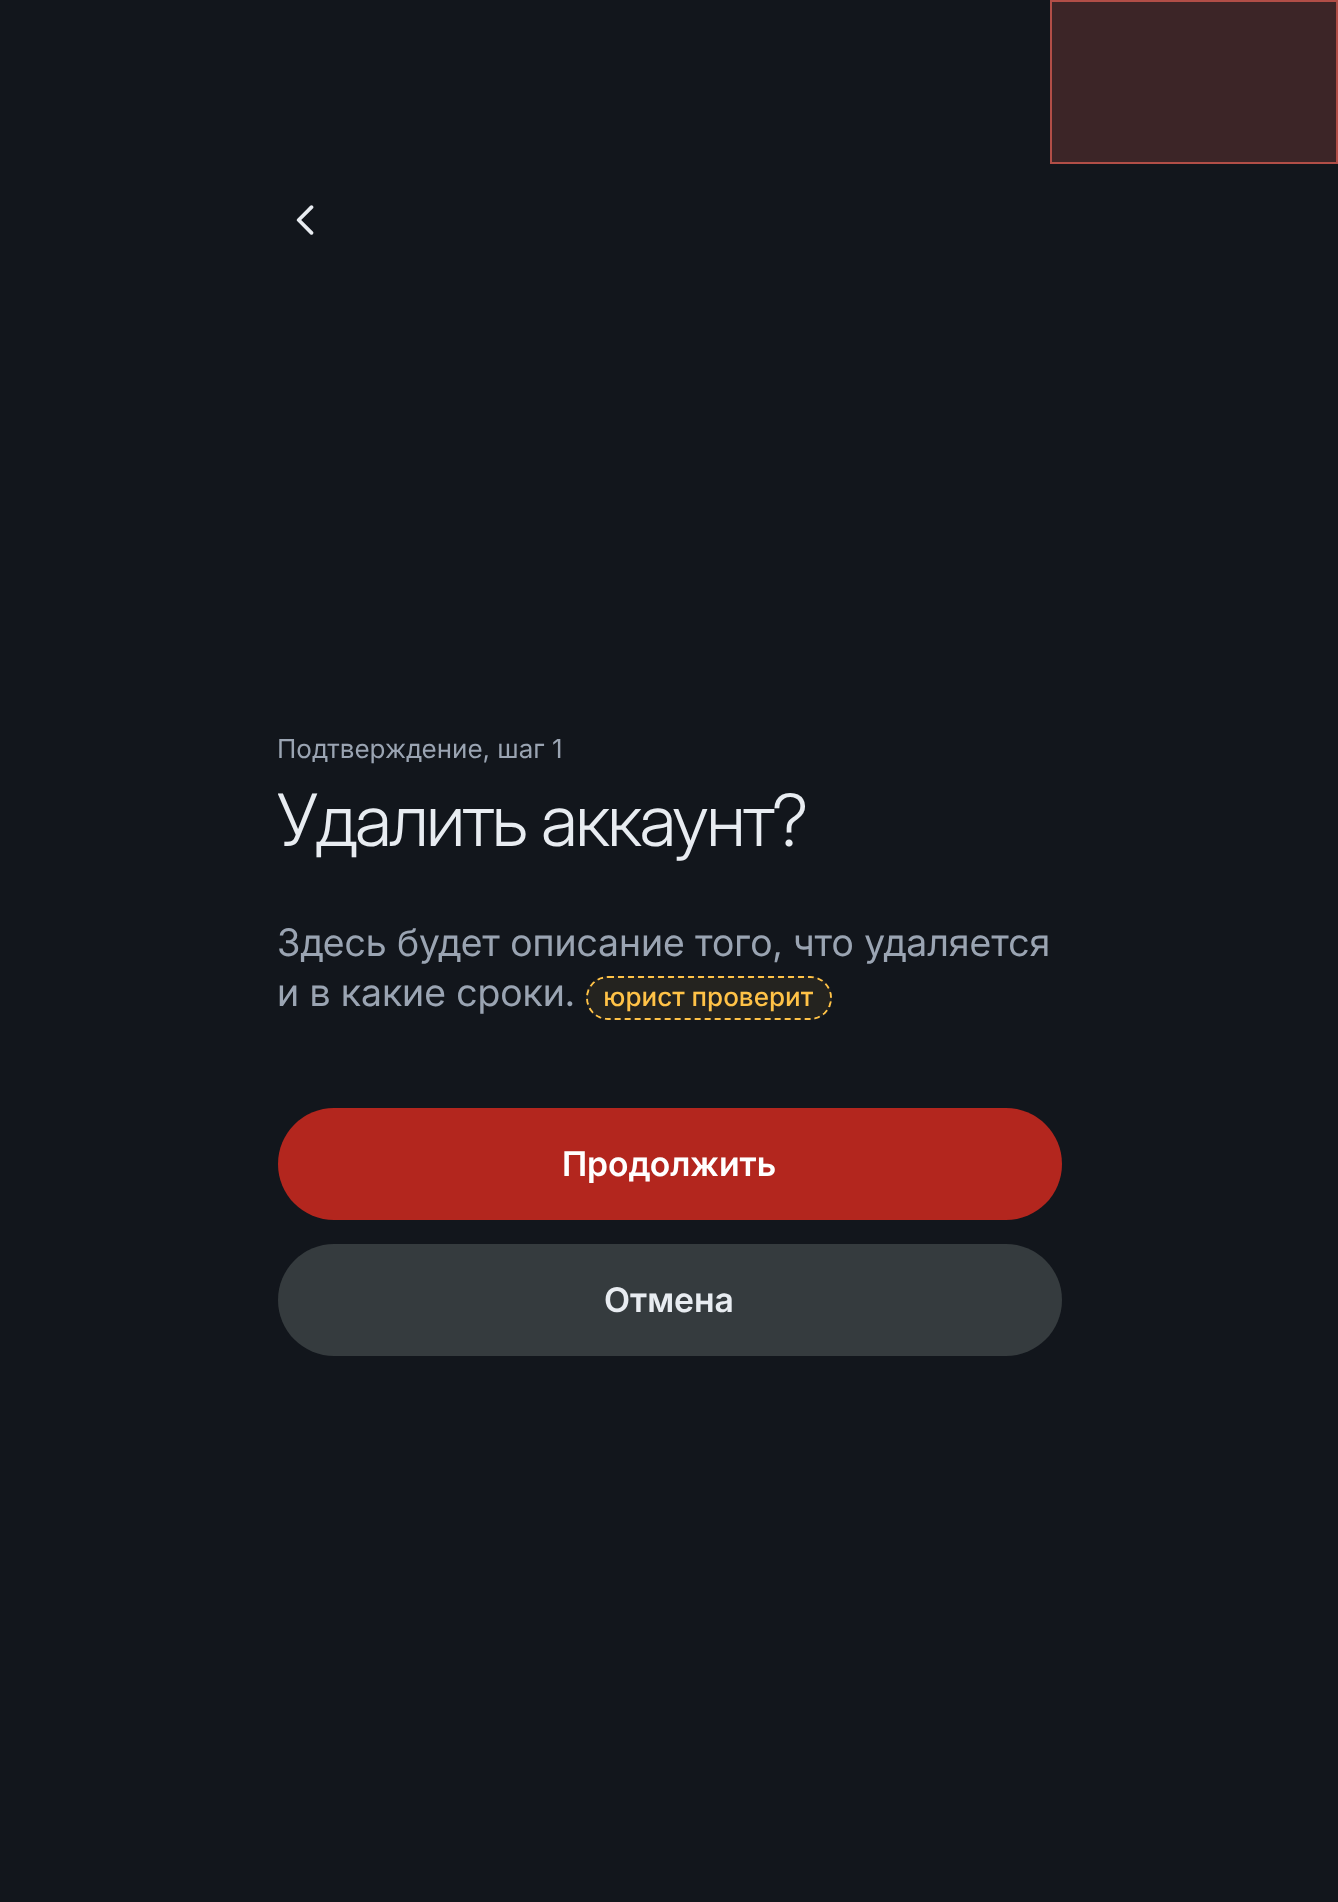 Подтверждение, шаг 1
Удалить аккаунт?
Здесь будет описание того, что удаляется
и в какие сроки. юрист проверит
Продолжить
Отмена